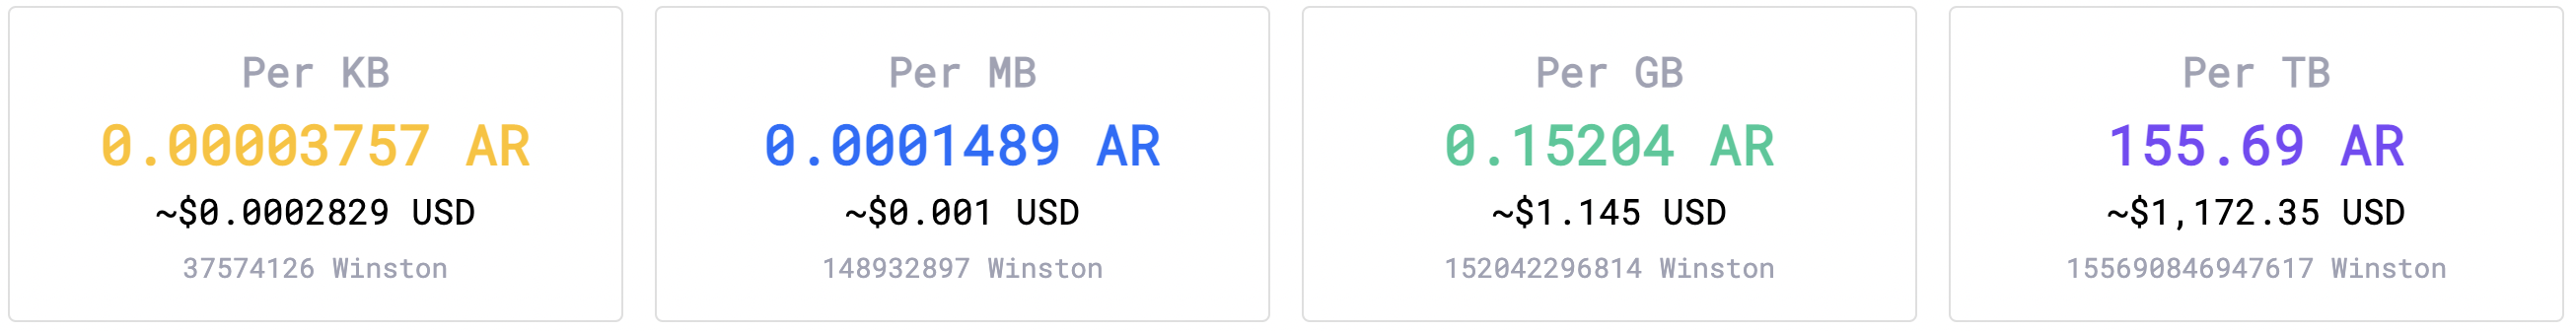 Per KB
0.00003757 AR
~$0.0002829 USD
37574126 Winston
Per MB
0.0001489 AR
~$0.001 USD
148932897 Winston
Per GB
0.15204 AR
~$1.145 USD
152042296814 Winston
Per TB
155.69 AR
~$1,172.35 USD
155690846947617 Winston